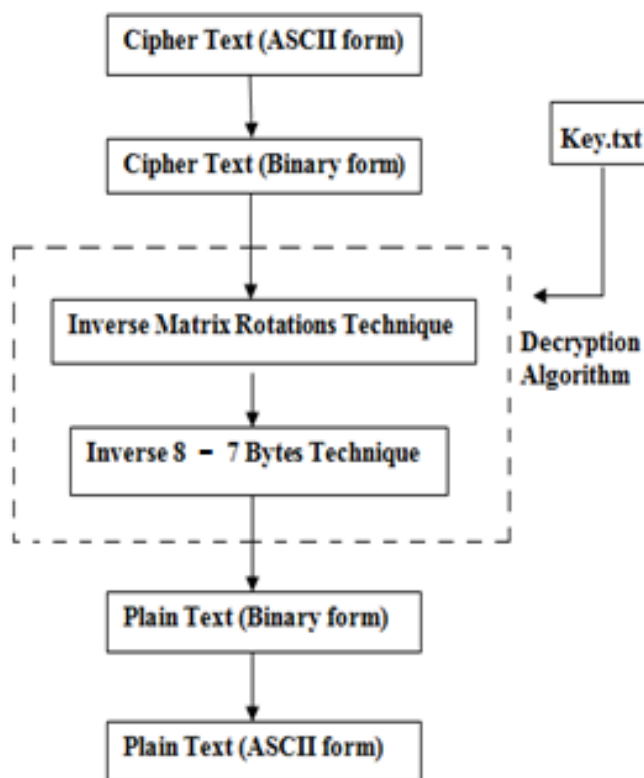 Cipher Text (ASCII form)
Cipher Text (Binary form)
Key.txt
Inverse Matrix Rotations Technique
Decryption
Algorithm
Inverse 8 - 7 Bytes Technique
Plain Text (Binary form)
Plain Text (ASCII form)